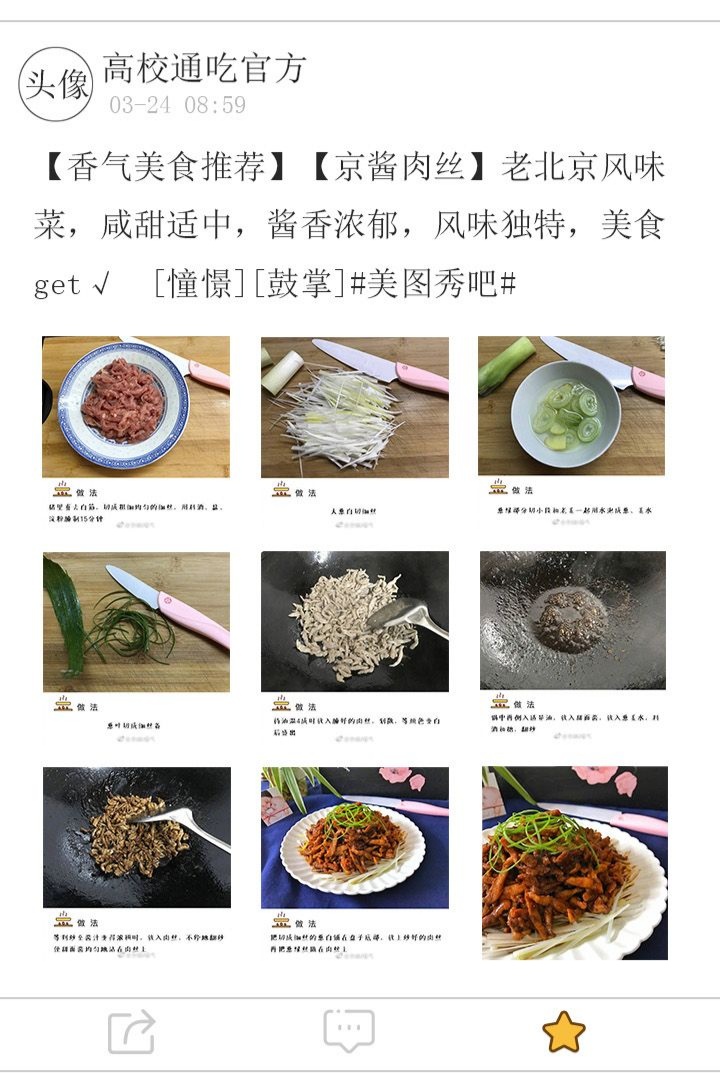 头像
高校通吃官方
03-24 08:59
【香气美食推荐】【京酱肉丝】老北京风味
菜，咸甜适中，酱香浓郁，风味独特，美食
get√ [憧憬][鼓掌]#美图秀吧#
做法
猪里脊去白筋，切成粗细均匀的细丝，用料酒、盐、
淀粉腌制15分钟
做法
大葱白切细丝
做法
葱绿部分切小段和老姜一起用水泡成葱、姜水
做法
葱叶切成细丝备
做法
待油温4成时放入腌好的肉丝，划散，等颜色变白
后盛出
做法
锅中再倒入适量油，放入甜面酱，放入葱姜水，料
酒和糖，翻炒
做法
等到炒至酱汁变得浓稠时，放入肉丝，不停地翻炒
使甜面酱均匀地沾在肉丝上
做法
把切成细丝的葱白铺在盘子底部，放上炒好的肉丝
再把葱绿丝撒在肉丝上